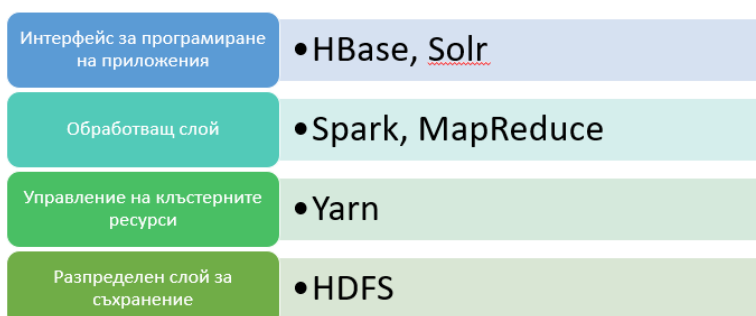 Интерфейс за програмиране
на приложения
•HBase, Solr
Обработващ слой
•Spark, MapReduce
Управление на клъстерните
ресурси
•Yarn
Разпределен слой за
съхранение
•HDFS